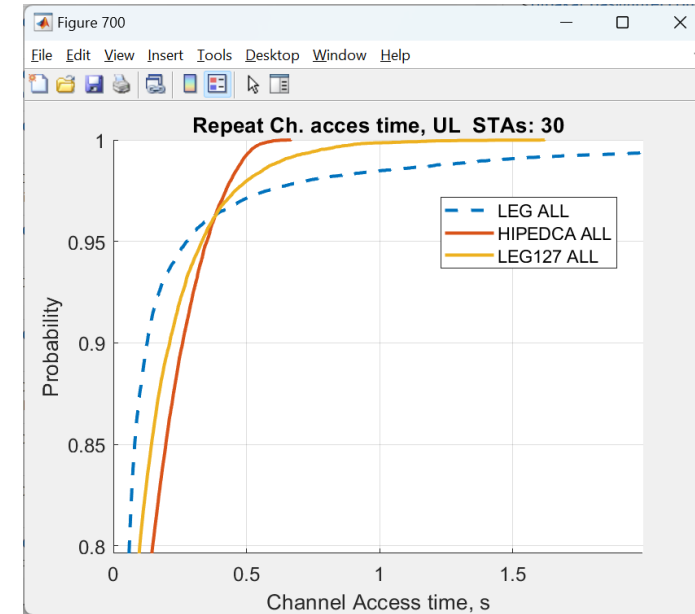 Figure 700
File Edit View Insert Tools Desktop Window Help
Repeat Ch. acces time, UL  STAs: 30
1
0.95
0.9
0.85
0.8
Probability
LEG ALL
HIPEDCA ALL
LEG127 ALL
0 0.5 1 1.5
Channel Access time, s